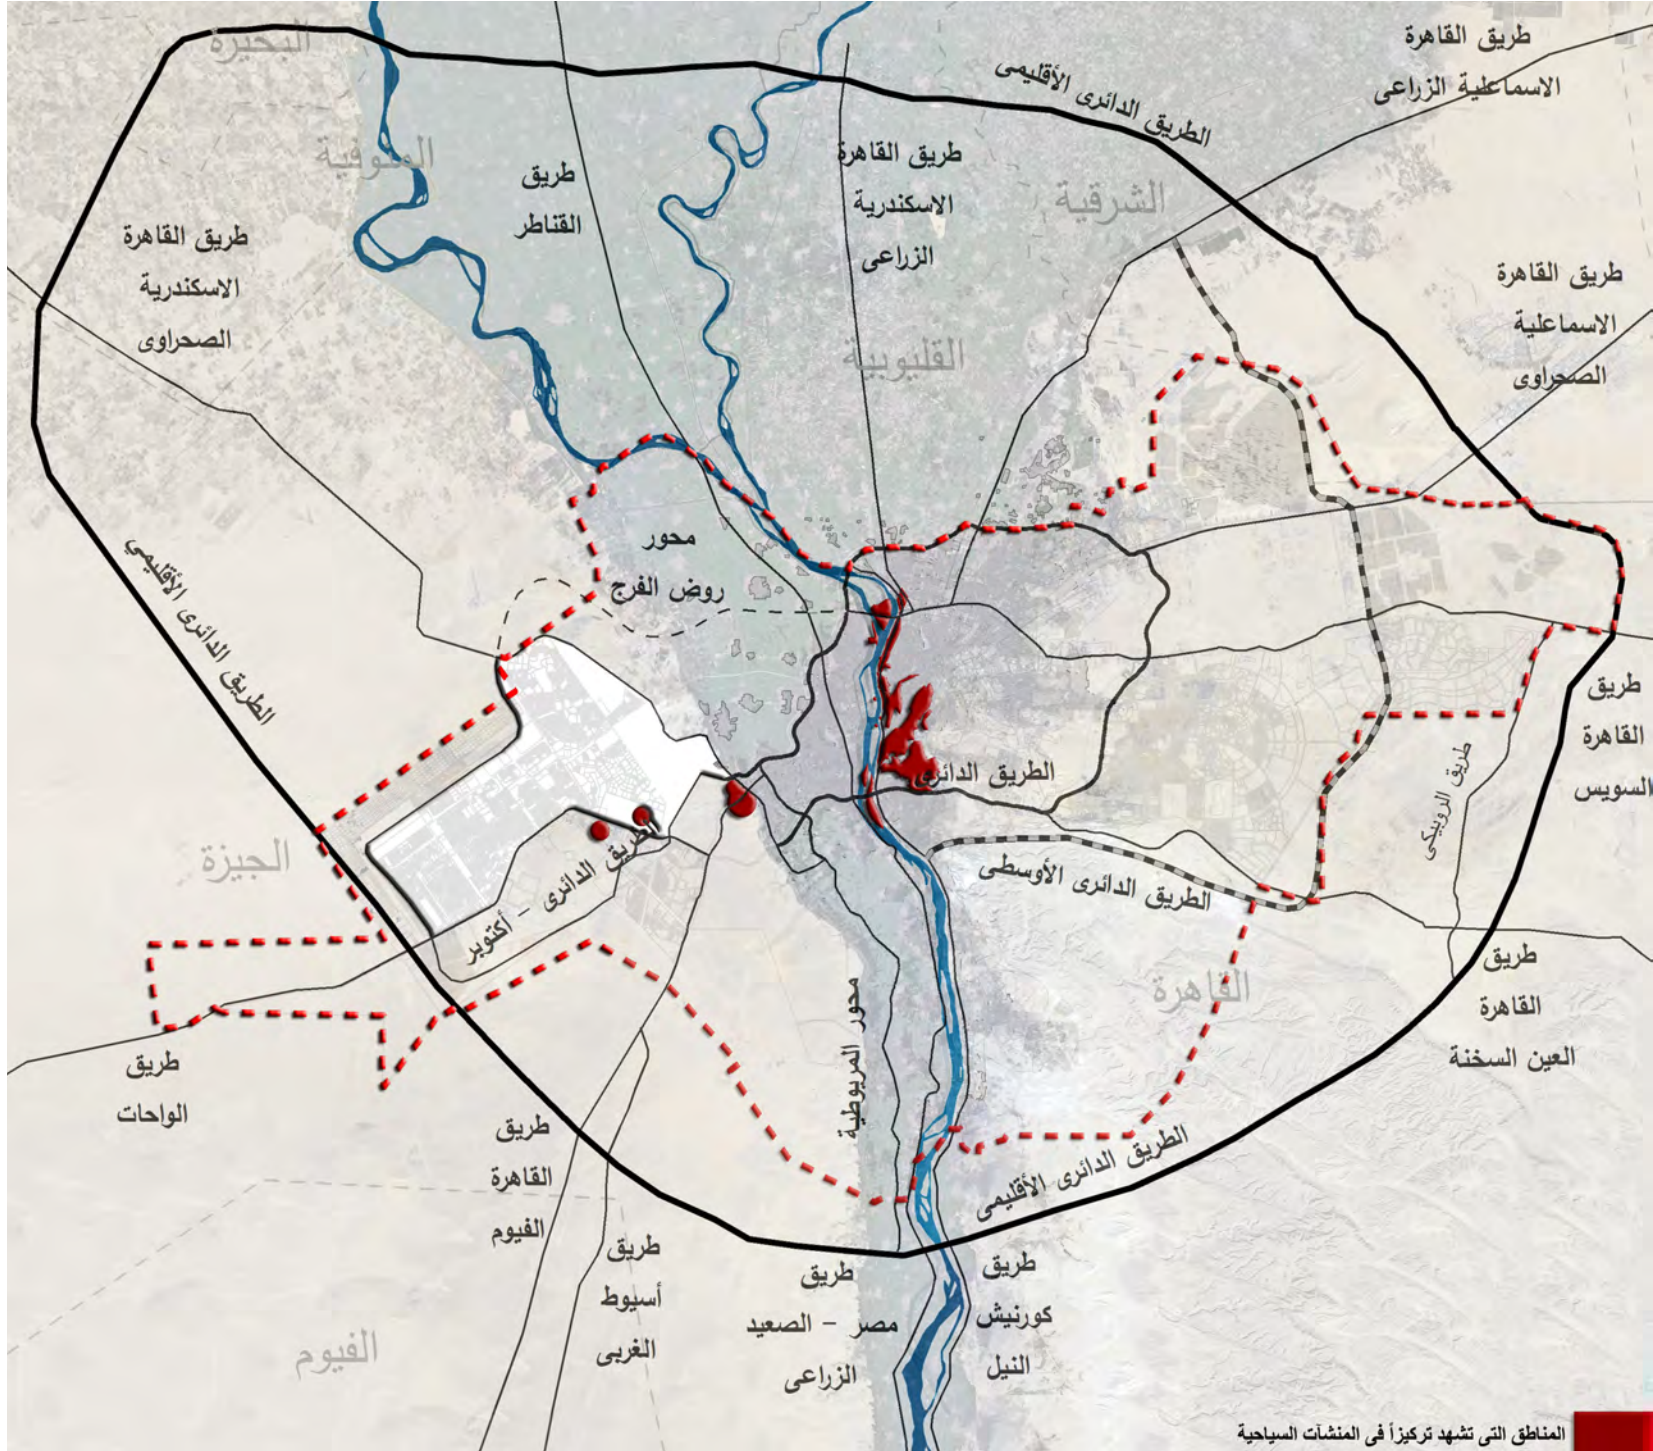 البحيرة
طريق القاهرة
الاسماعلية الزراعى
الطريق الدائرى الأقليمى
المنوفية
طريق
القناطر
طريق القاهرة
الاسكندرية
الزراعى
الشرقية
طريق القاهرة
الاسكندرية
الصحراوى
طريق القاهرة
الاسماعلية
الصحراوى
القليوبية
محور
روض الفرج
الطريق الدائرى الأقليمي
طريق
القاهرة
السويس
الطريق الدائرى
طريق الروبيكى
الجيزة
الطريق الدائرى - أكتوبر
الطريق الدائرى الأوسطى
القاهرة
طريق
القاهرة
العين السخنة
محور المريوطية
طريق
الواحات
طريق
القاهرة
الفيوم
الطريق الدائرى الأقليمى
طريق
أسيوط
الغربى
طريق
مصر - الصعيد
الزراعى
طريق
كورنيش
النيل
الفيوم
المناطق التى تشهد تركيزاً فى المنشآت السياحية